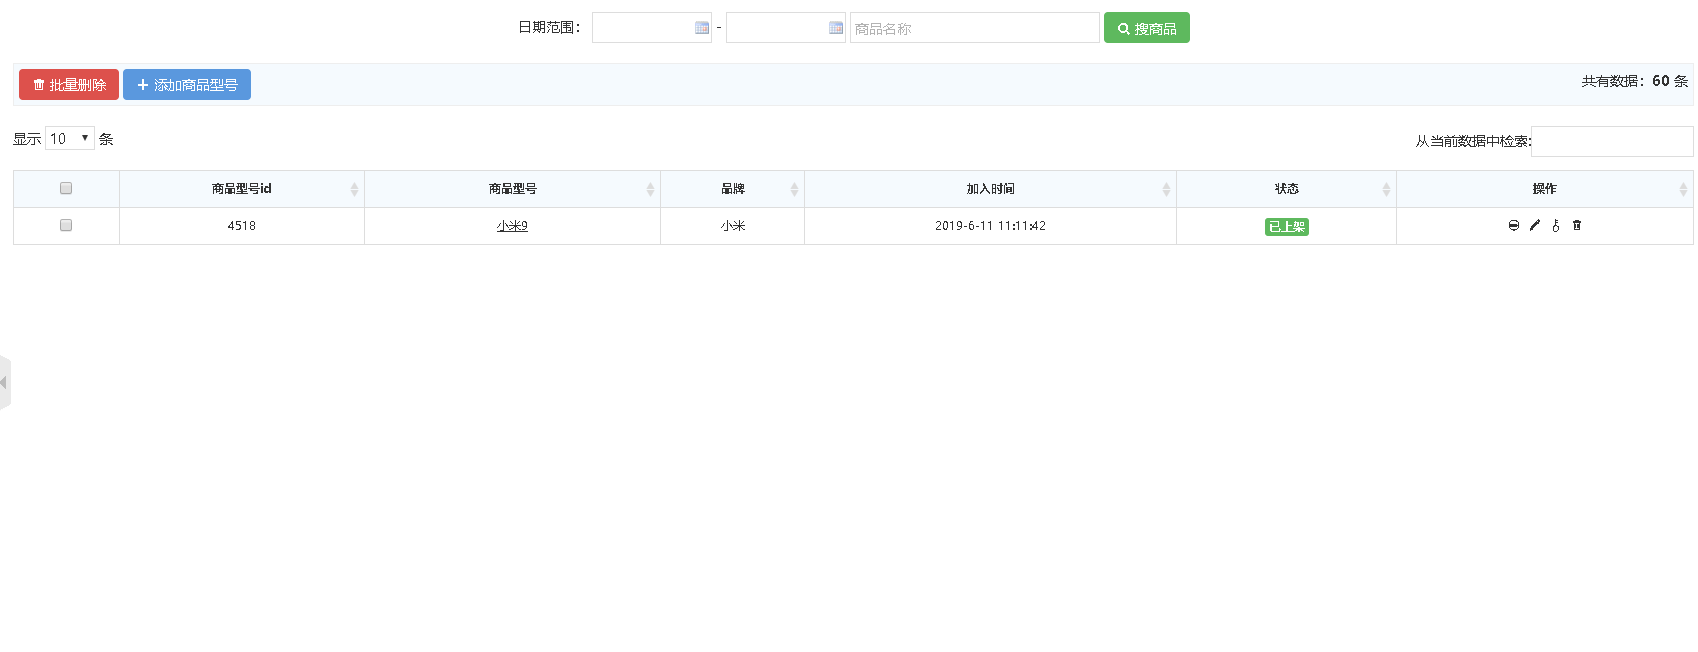 日期范围： - 商品名称 搜商品
批量删除 添加商品型号 共有数据：60 条
显示 10 条 从当前数据中检索:
商品型号id 商品型号 品牌 加入时间 状态 操作
4518 小米9 小米 2019-6-11 11:11:42 已上架